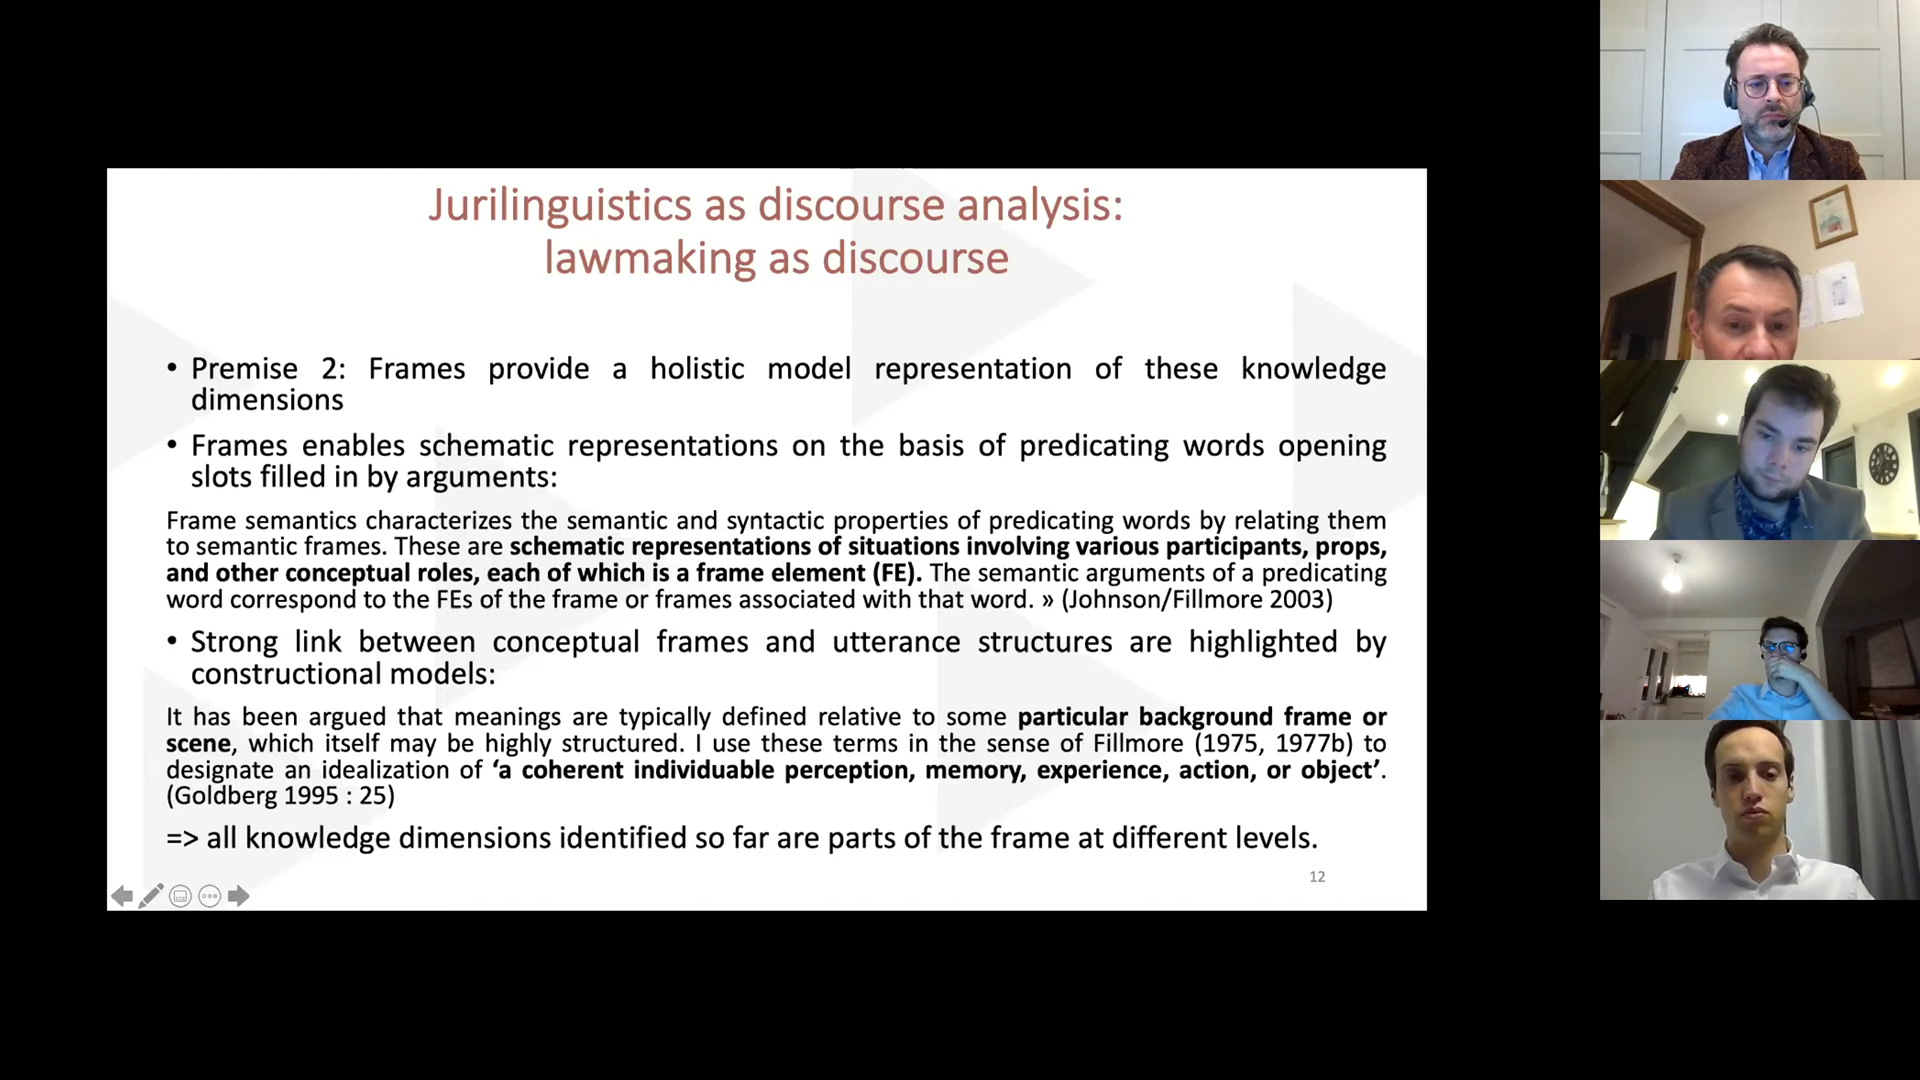 Jurilinguistics as discourse analysis:
lawmaking as discourse
• Premise 2: Frames provide a holistic model representation of these knowledge
dimensions
• Frames enables schematic representations on the basis of predicating words opening
slots filled in by arguments:
Frame semantics characterizes the semantic and syntactic properties of predicating words by relating them
to semantic frames. These are schematic representations of situations involving various participants, props,
and other conceptual roles, each of which is a frame element (FE). The semantic arguments of a predicating
word correspond to the FEs of the frame or frames associated with that word. » (Johnson/Fillmore 2003)
• Strong link between conceptual frames and utterance structures are highlighted by
constructional models:
It has been argued that meanings are typically defined relative to some particular background frame or
scene, which itself may be highly structured. I use these terms in the sense of Fillmore (1975, 1977b) to
designate an idealization of ‘a coherent individuable perception, memory, experience, action, or object’.
(Goldberg 1995 : 25)
=> all knowledge dimensions identified so far are parts of the frame at different levels.
12